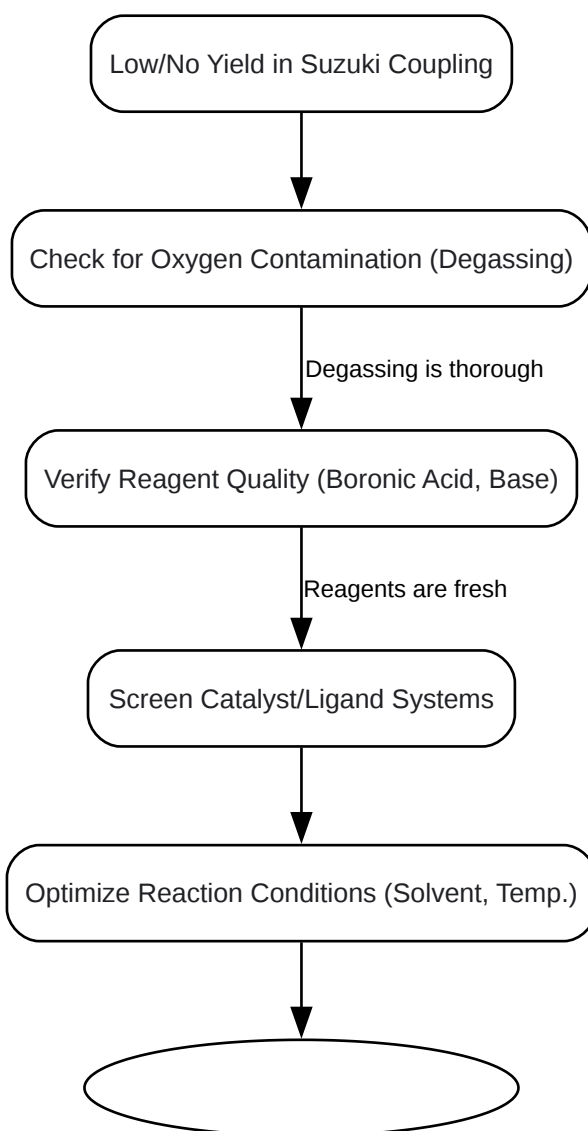 Low/No Yield in Suzuki Coupling
Check for Oxygen Contamination (Degassing)
Degassing is thorough
Verify Reagent Quality (Boronic Acid, Base)
Reagents are fresh
Screen Catalyst/Ligand Systems
Optimize Reaction Conditions (Solvent, Temp.)